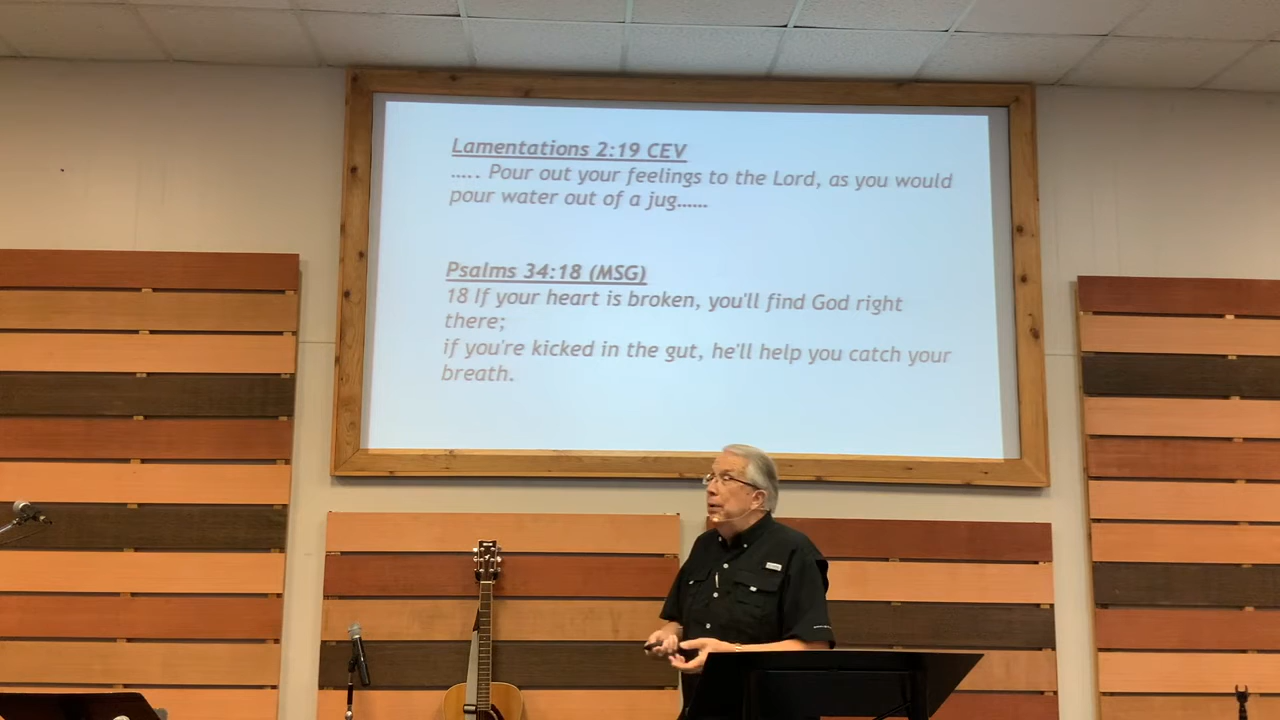 Lamentations 2:19 CEV
..... Pour out your feelings to the Lord, as you would
pour water out of a jug......
Psalms 34:18 (MSG)
18 If your heart is broken, you'll find God right
there;
if you're kicked in the gut, he'll help you catch your
breath.